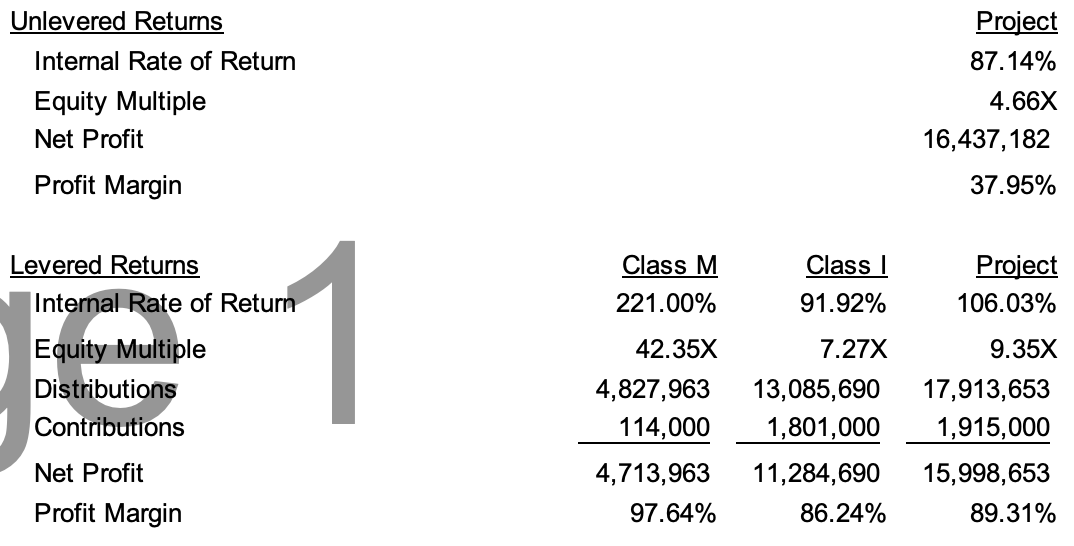 Unlevered Returns Project
Internal Rate of Return 87.14%
Equity Multiple 4.66X
Net Profit 16,437,182
Profit Margin 37.95%
Levered Returns Class M Class I Project
Internal Rate of Return 221.00% 91.92% 106.03%
Equity Multiple 42.35X 7.27X 9.35X
Distributions 4,827,963 13,085,690 17,913,653
Contributions 114,000 1,801,000 1,915,000
Net Profit 4,713,963 11,284,690 15,998,653
Profit Margin 97.64% 86.24% 89.31%
ge 1